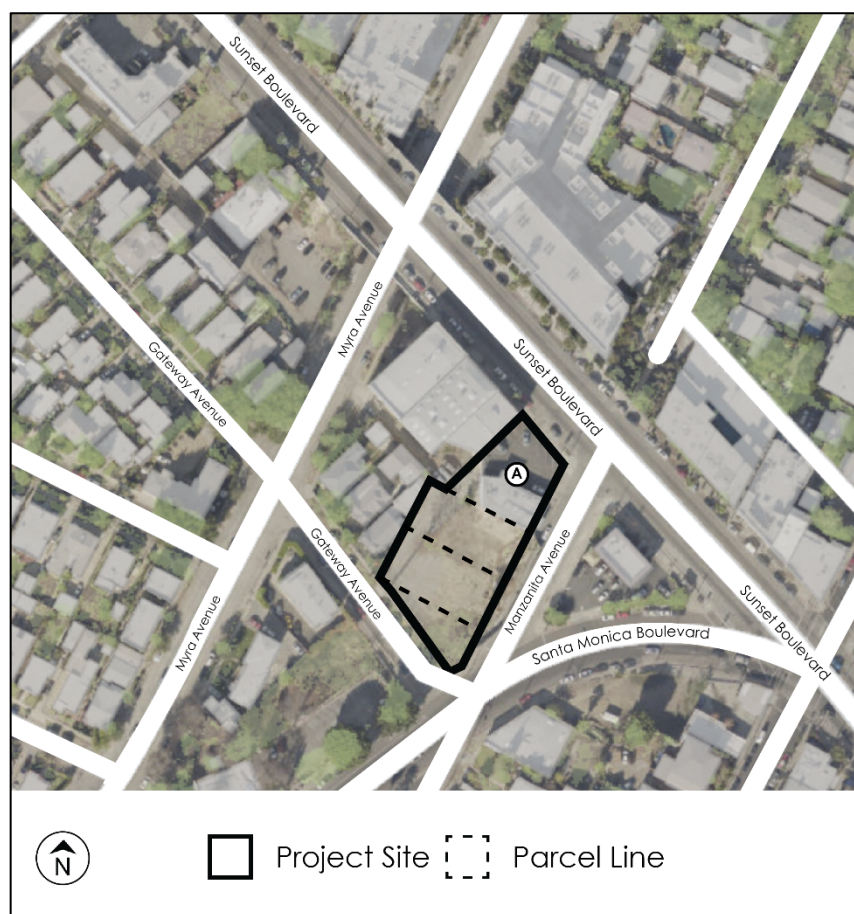 Sunset Boulevard
Myra Avenue
Gateway Avenue
Sunset Boulevard
A
Gateway Avenue
Manzanita Avenue
Myra Avenue
Santa Monica Boulevard
Sunset Boulevard
N
Project Site
Parcel Line